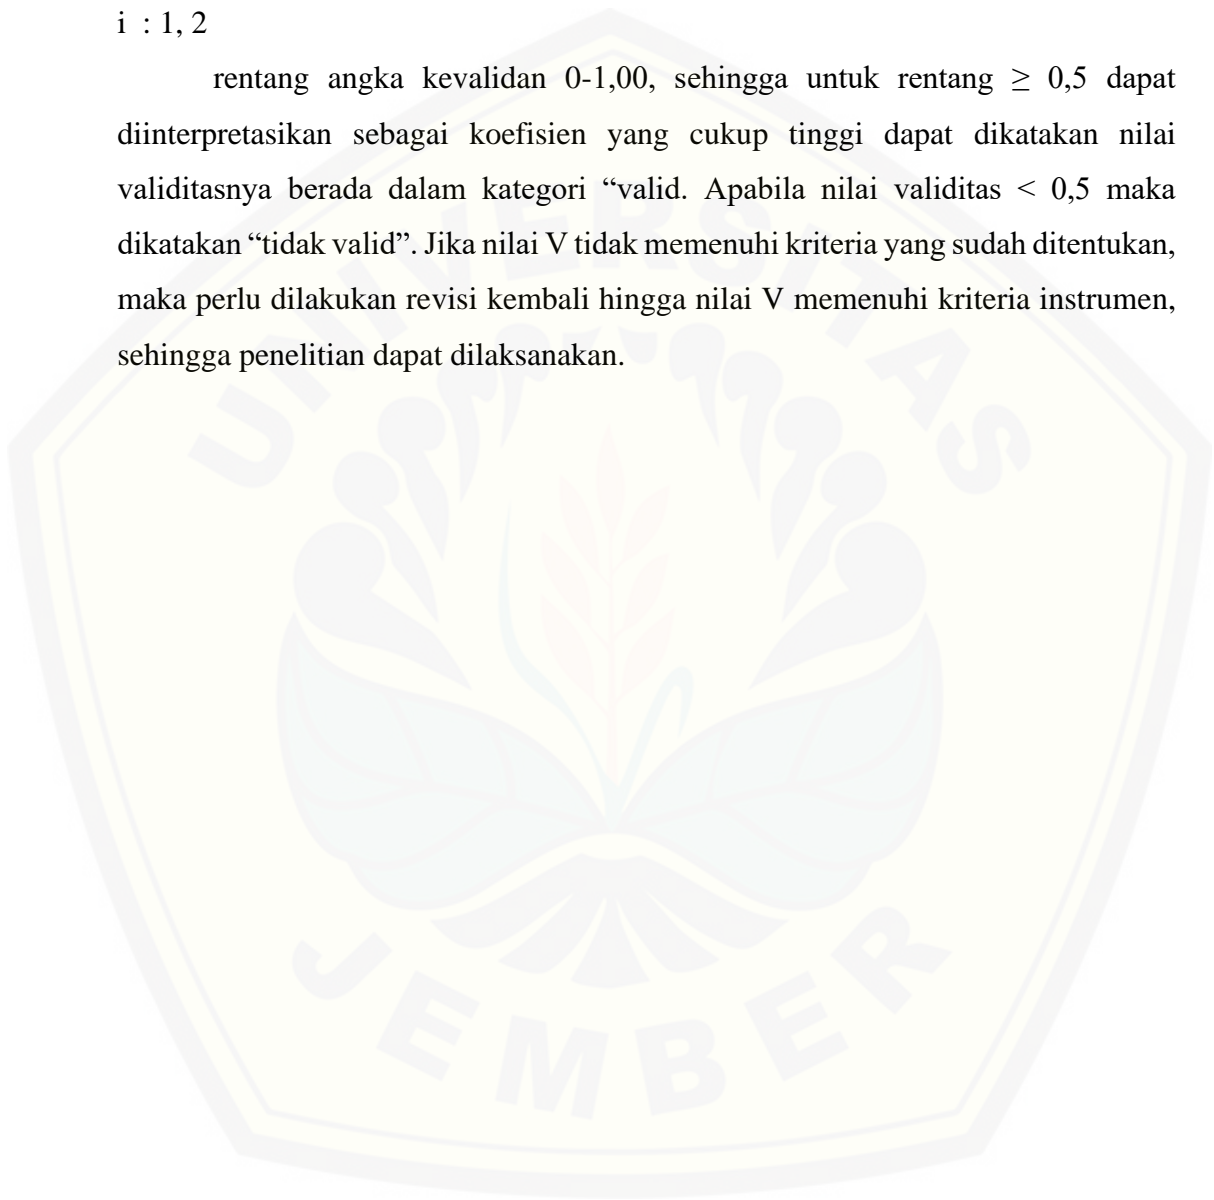 i : 1, 2
rentang angka kevalidan 0-1,00, sehingga untuk rentang ≥ 0,5 dapat
diinterpretasikan sebagai koefisien yang cukup tinggi dapat dikatakan nilai
validitasnya berada dalam kategori “valid. Apabila nilai validitas < 0,5 maka
dikatakan “tidak valid”. Jika nilai V tidak memenuhi kriteria yang sudah ditentukan,
maka perlu dilakukan revisi kembali hingga nilai V memenuhi kriteria instrumen,
sehingga penelitian dapat dilaksanakan.
UNIVERSITAS
JEMBER